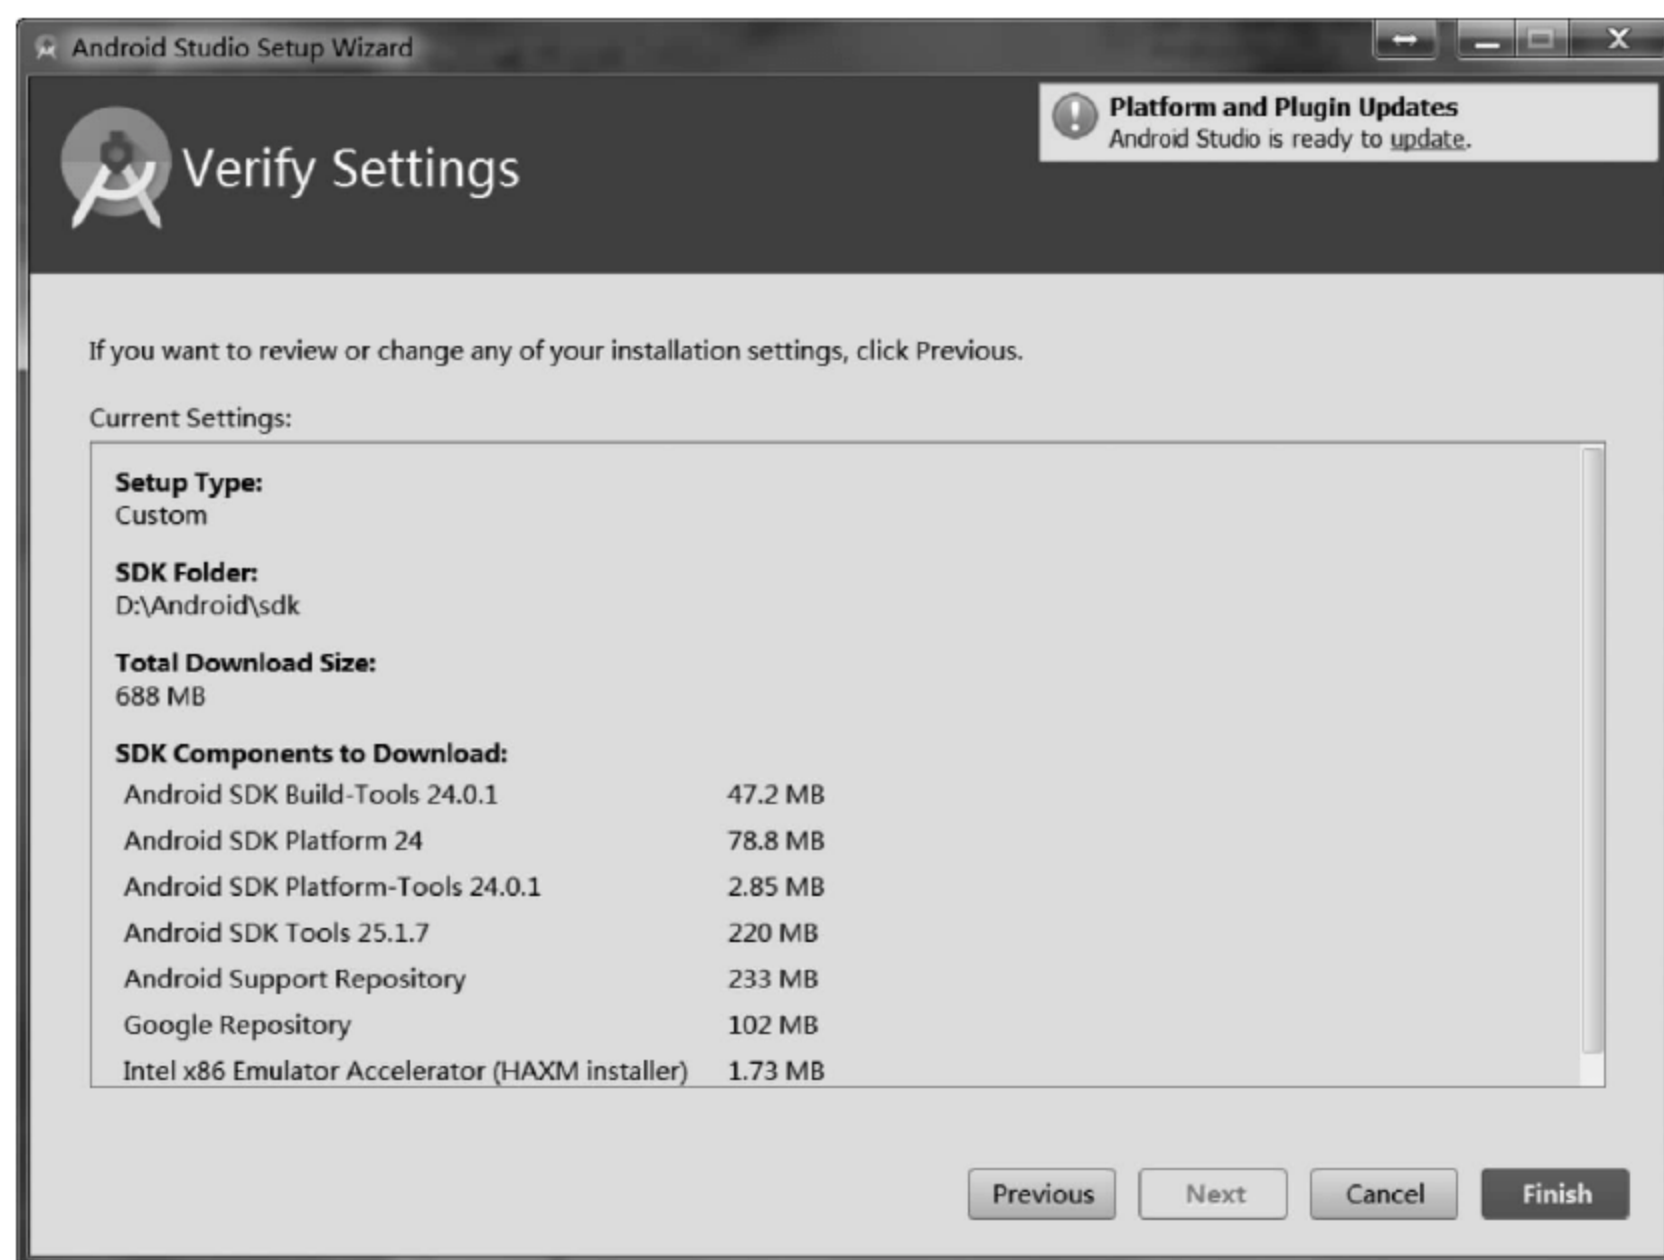 Android Studio Setup Wizard
Platform and Plugin Updates
Android Studio is ready to update.
Verify Settings
If you want to review or change any of your installation settings, click Previous.
Current Settings:
Setup Type:
Custom
SDK Folder:
D:\Android\sdk
Total Download Size:
688 MB
SDK Components to Download:
Android SDK Build-Tools 24.0.1 47.2 MB
Android SDK Platform 24 78.8 MB
Android SDK Platform-Tools 24.0.1 2.85 MB
Android SDK Tools 25.1.7 220 MB
Android Support Repository 233 MB
Google Repository 102 MB
Intel x86 Emulator Accelerator (HAXM installer) 1.73 MB
Previous Next Cancel Finish